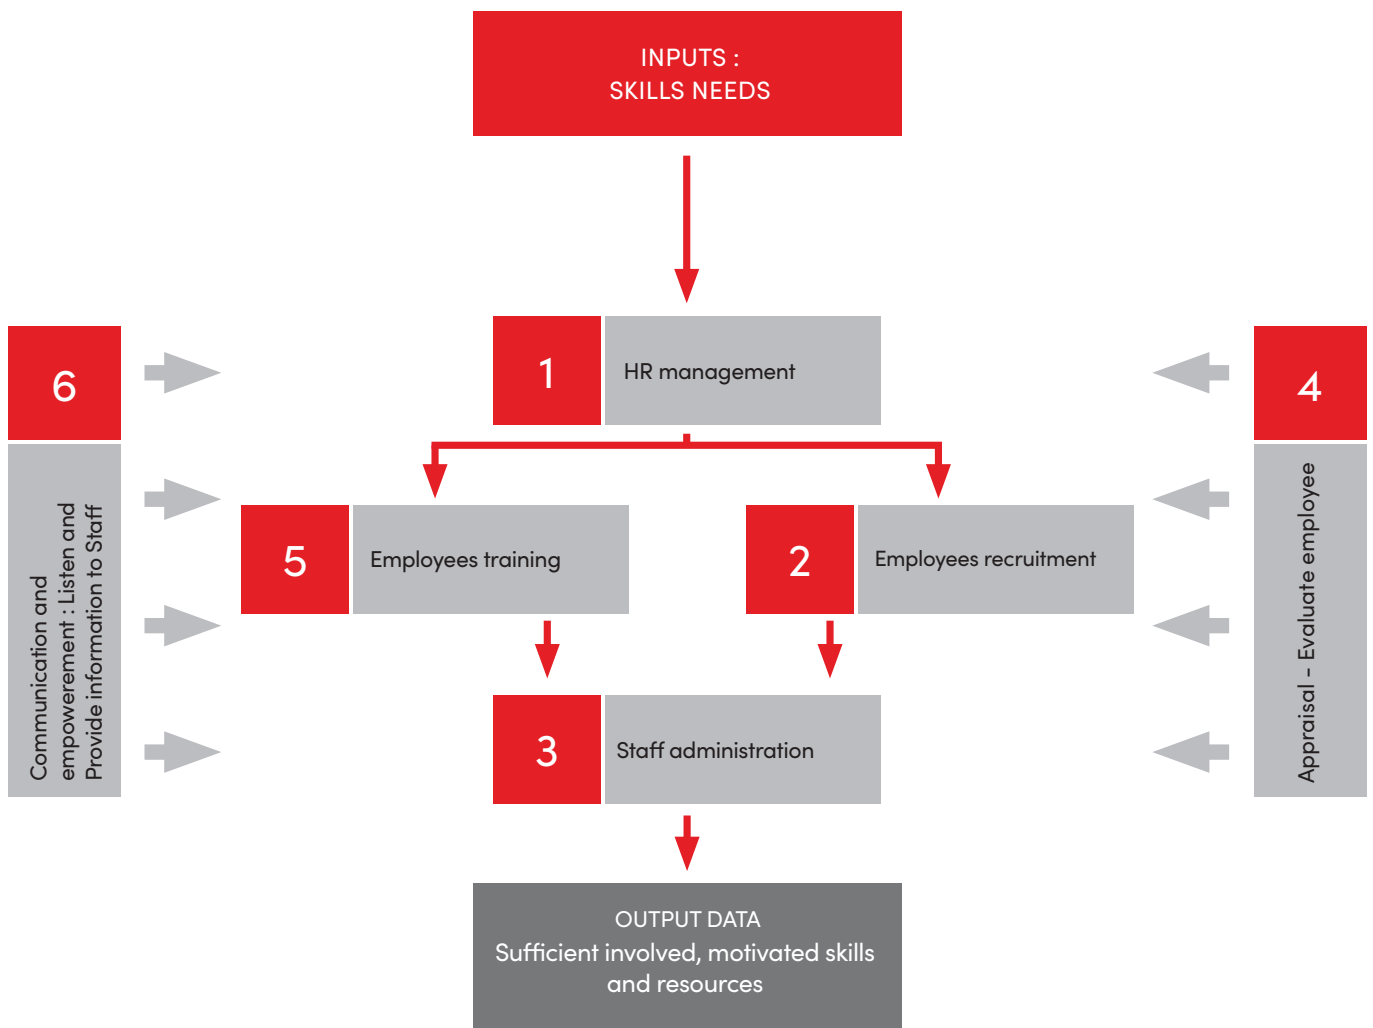 INPUTS :
SKILLS NEEDS
1
HR management
6
Communication and
empowerement : Listen and
Provide information to Staff
4
Appraisal - Evaluate employee
5
Employees training
2
Employees recruitment
3
Staff administration
OUTPUT DATA
Sufficient involved, motivated skills
and resources